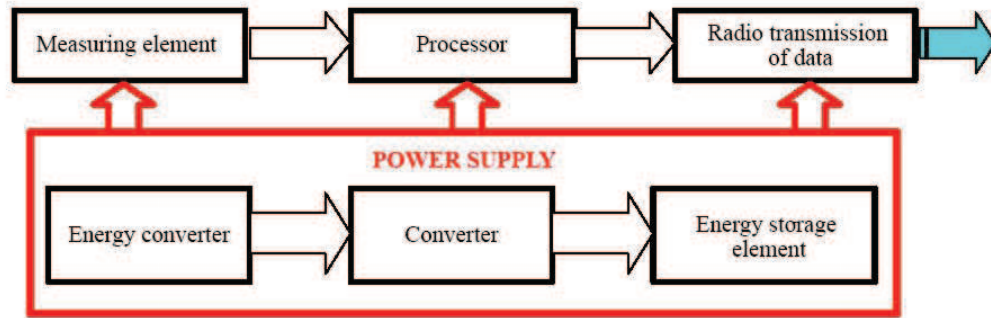 Measuring element
Processor
Radio transmission
of data
POWER SUPPLY
Energy converter
Converter
Energy storage
element